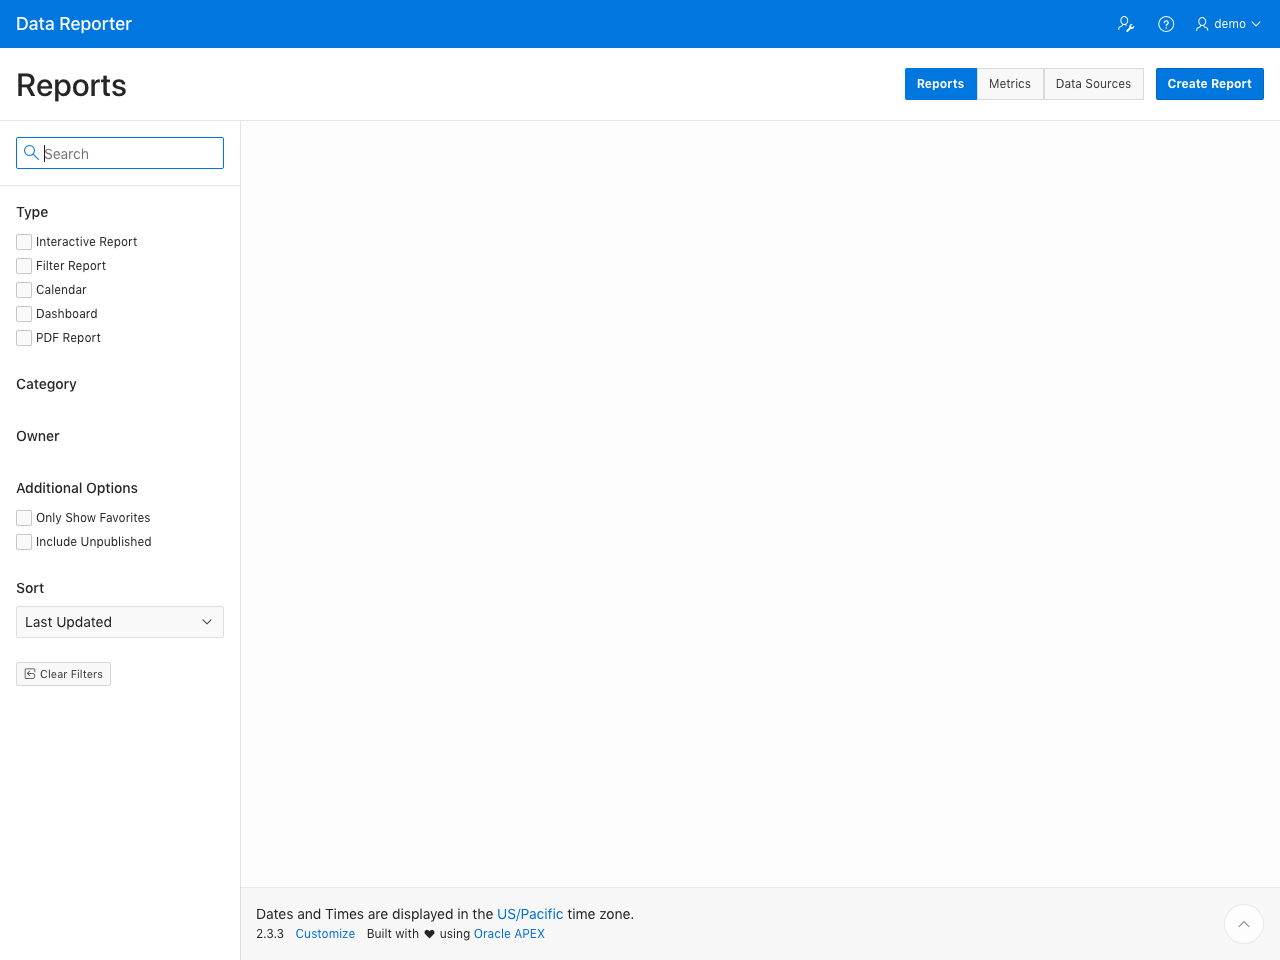 Data Reporter
demo
Reports
Reports
Metrics
Data Sources
Create Report
Search
Type
Interactive Report
Filter Report
Calendar
Dashboard
PDF Report
Category
Owner
Additional Options
Only Show Favorites
Include Unpublished
Sort
Last Updated
Clear Filters
Dates and Times are displayed in the US/Pacific time zone.
2.3.3 Customize Built with ♥ using Oracle APEX